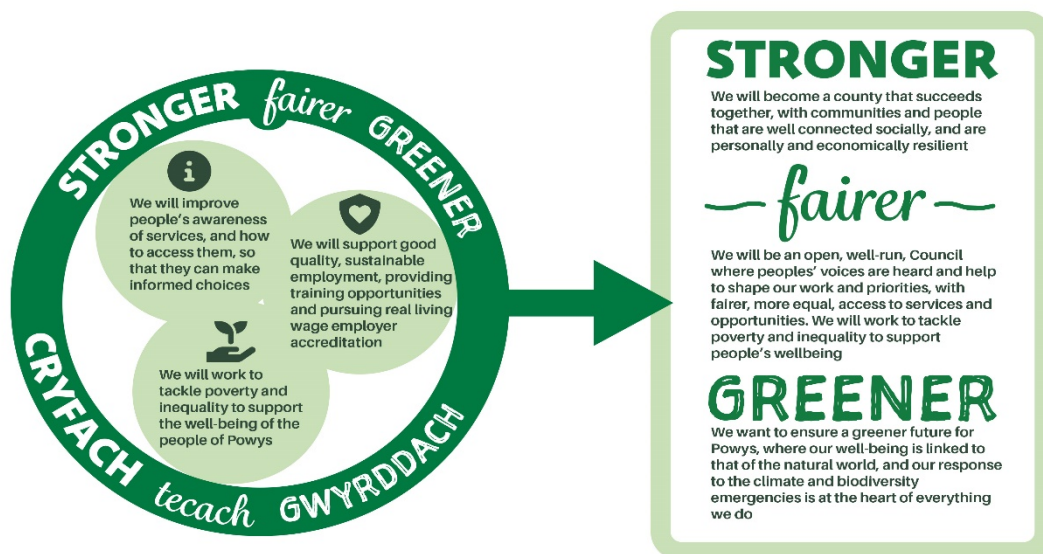 STRONGER fairer GREENER
We will improve
people's awareness
of services, and how
to access them, so
that they can make
informed choices
We will support good
quality, sustainable
employment, providing
training opportunities
and pursuing real living
wage employer
accreditation
We will work to
tackle poverty and
inequality to support
the well-being of the
people of Powys
CRYFACH tecach GWYRDDACH
STRONGER
We will become a county that succeeds
together, with communities and people
that are well connected socially, and are
personally and economically resilient
fairer
We will be an open, well-run, Council
where peoples' voices are heard and help
to shape our work and priorities, with
fairer, more equal, access to services and
opportunities. We will work to tackle
poverty and inequality to support
people's wellbeing
GREENER
We want to ensure a greener future for
Powys, where our well-being is linked to
that of the natural world, and our response
to the climate and biodiversity
emergencies is at the heart of everything
we do